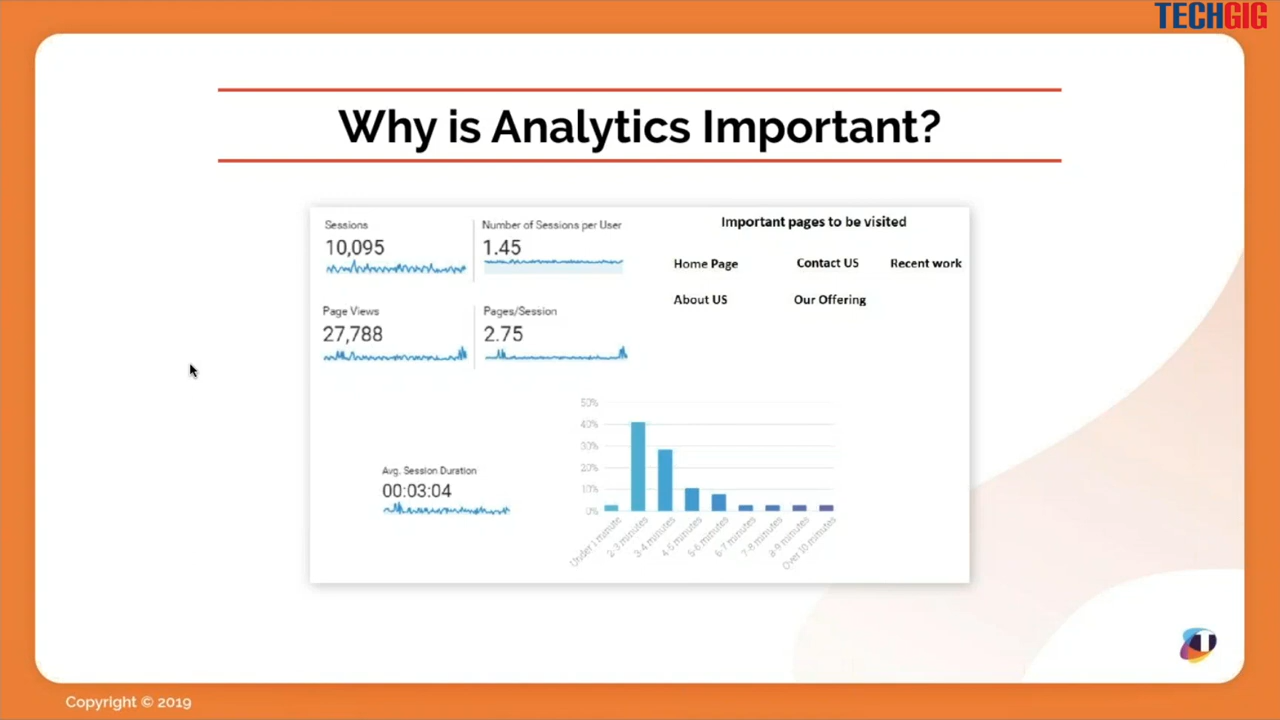 TECHGIG
Why is Analytics Important?
Sessions
10,095
Number of Sessions per User
1.45
Page Views
27,788
Pages/Session
2.75
Important pages to be visited
Home Page Contact US Recent work
About US Our Offering
Avg. Session Duration
00:03:04
50%
40%
30%
20%
10%
0%
Under 1 minute
2-3 minutes
3-4 minutes
4-5 minutes
5-6 minutes
6-7 minutes
7-8 minutes
8-9 minutes
Over 10 minutes
Copyright © 2019